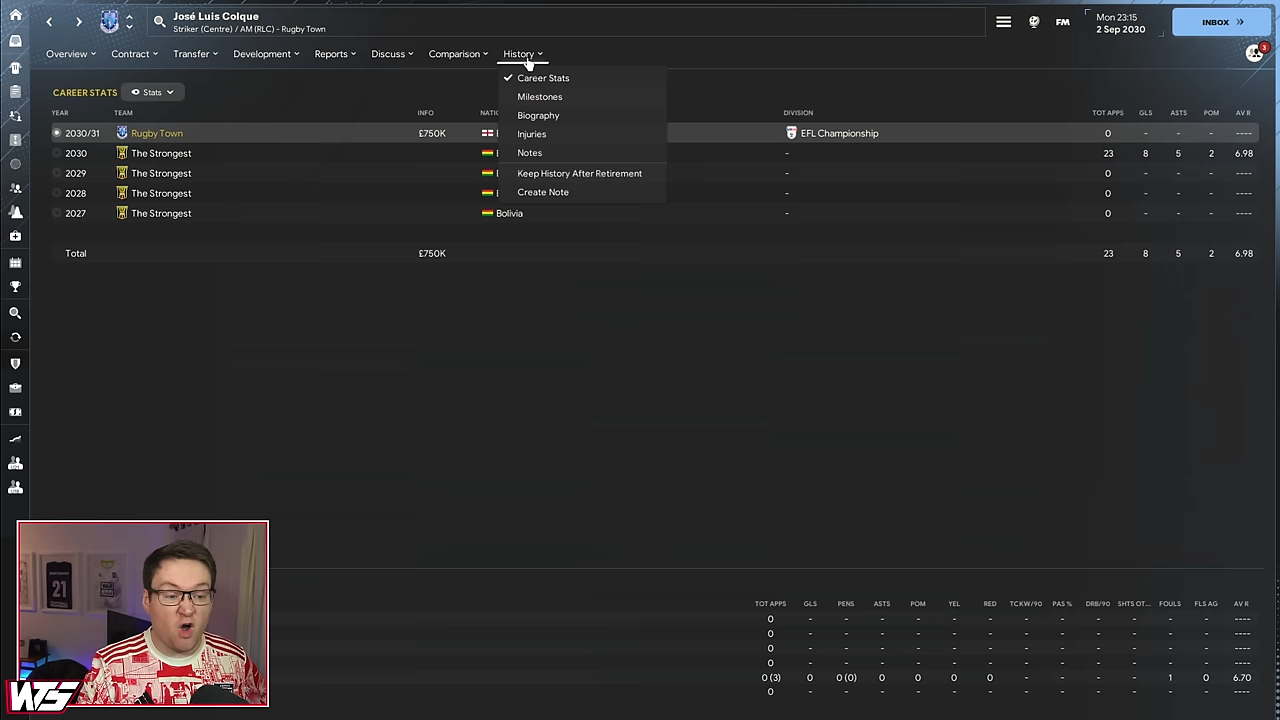 José Luis Colque
Striker (Centre) / AM (RLC) - Rugby Town
FM
Mon 23:15
2 Sep 2030
INBOX
3
Overview
Contract
Transfer
Development
Reports
Discuss
Comparison
History
Career Stats
Milestones
Biography
Injuries
Notes
Keep History After Retirement
Create Note
CAREER STATS
Stats
YEAR TEAM INFO DIVISION TOT APPS GLS ASTS POM AV R
2030/31 Rugby Town £750K EFL Championship 0 - - - ----
2030 The Strongest - 23 8 5 2 6.98
2029 The Strongest - 0 - - - ----
2028 The Strongest - 0 - - - ----
2027 The Strongest Bolivia - 0 - - - ----
Total £750K 23 8 5 2 6.98
TOT APPS GLS PENS ASTS POM YEL RED TCKW/90 PAS % DRB/90 SHTS OT... FOULS FLS AG AV R
0 - - - - - - - - - - - - ----
0 - - - - - - - - - - - - ----
0 - - - - - - - - - - - - ----
0 - - - - - - - - - - - - ----
0 (3) 0 0 (0) 0 0 0 0 - - - - 1 0 6.70
0 - - - - - - - - - - - - ----
21
WTS